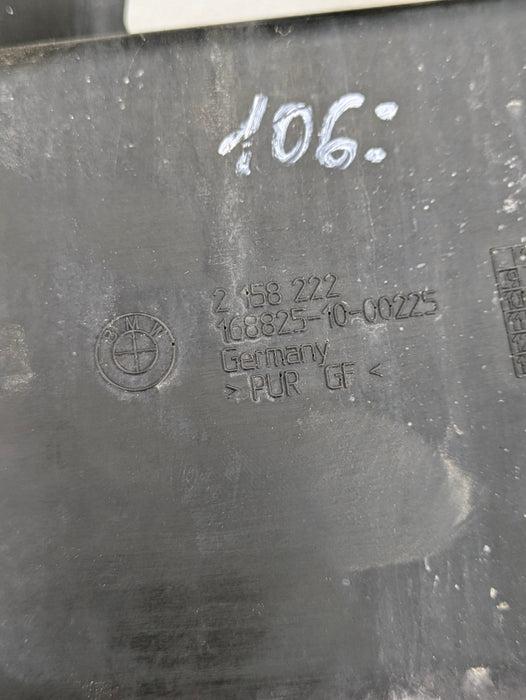 106:
BMW
2 158 222
168825-10-00225
Germany
> PUR GF <